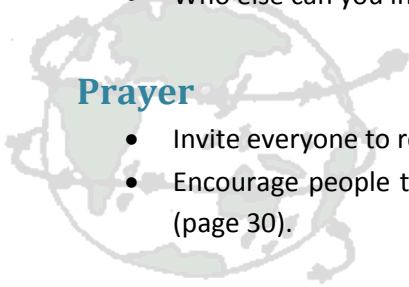 • Who else can you in
Prayer
• Invite everyone to r
• Encourage people t
(page 30).